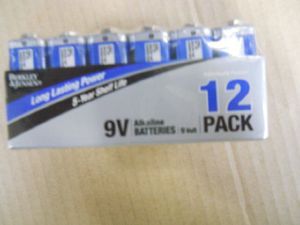 BERKLEY
& JENSEN
Long Lasting Power
5-Year Shelf Life
12
PACK
9V
Alkaline
BATTERIES
9 Volt